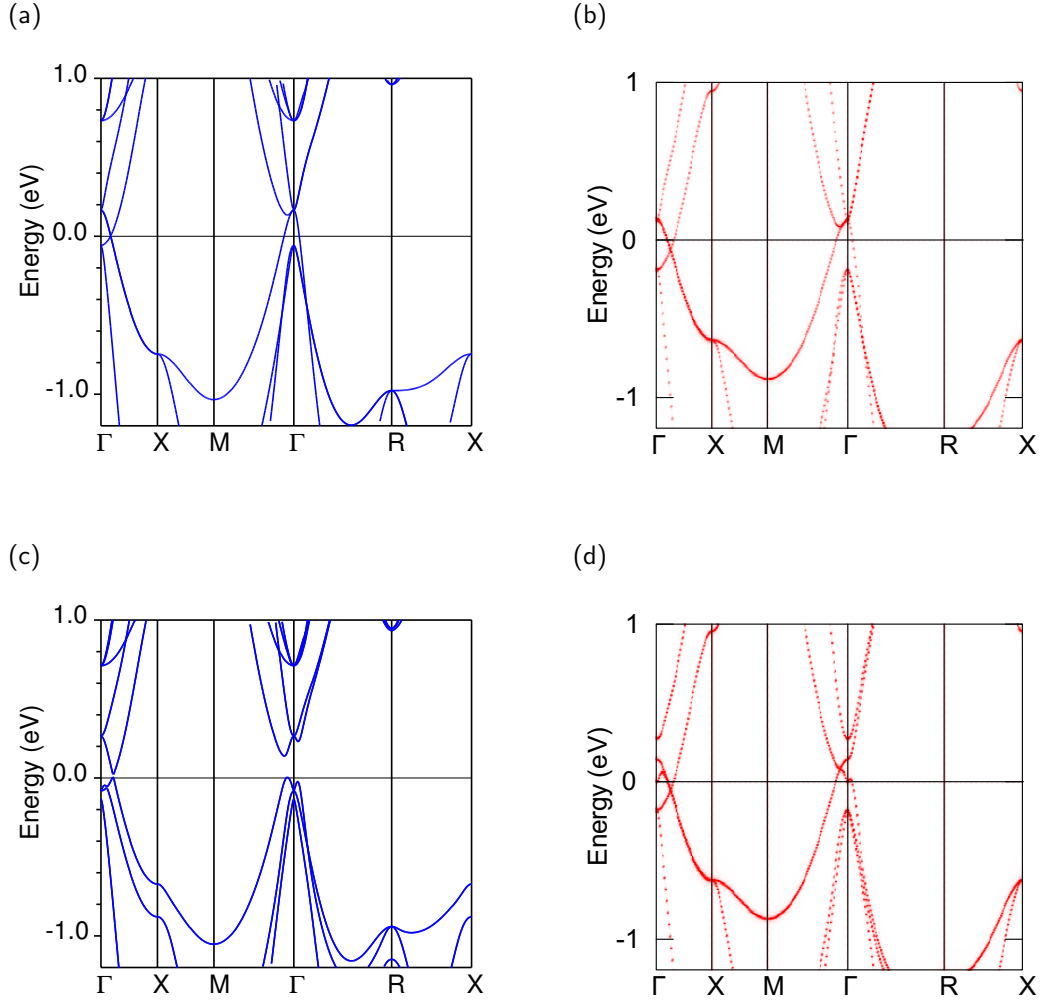 (a)
(b)
1.0
0.0
-1.0
Energy (eV)
Γ X M Γ R X
1
0
-1
Energy (eV)
Γ X M Γ R X
(c)
(d)
1.0
0.0
-1.0
Energy (eV)
Γ X M Γ R X
1
0
-1
Energy (eV)
Γ X M Γ R X